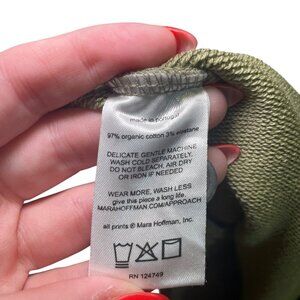 made in portugal
97% organic cotton 3% elastane
DELICATE GENTLE MACHINE
WASH COLD SEPARATELY.
DO NOT BLEACH. AIR DRY
OR IRON IF NEEDED
WEAR MORE, WASH LESS
give this piece a long life.
MARAHOFFMAN.COM/APPROACH
all prints ® Mara Hoffman, Inc.
RN 124749